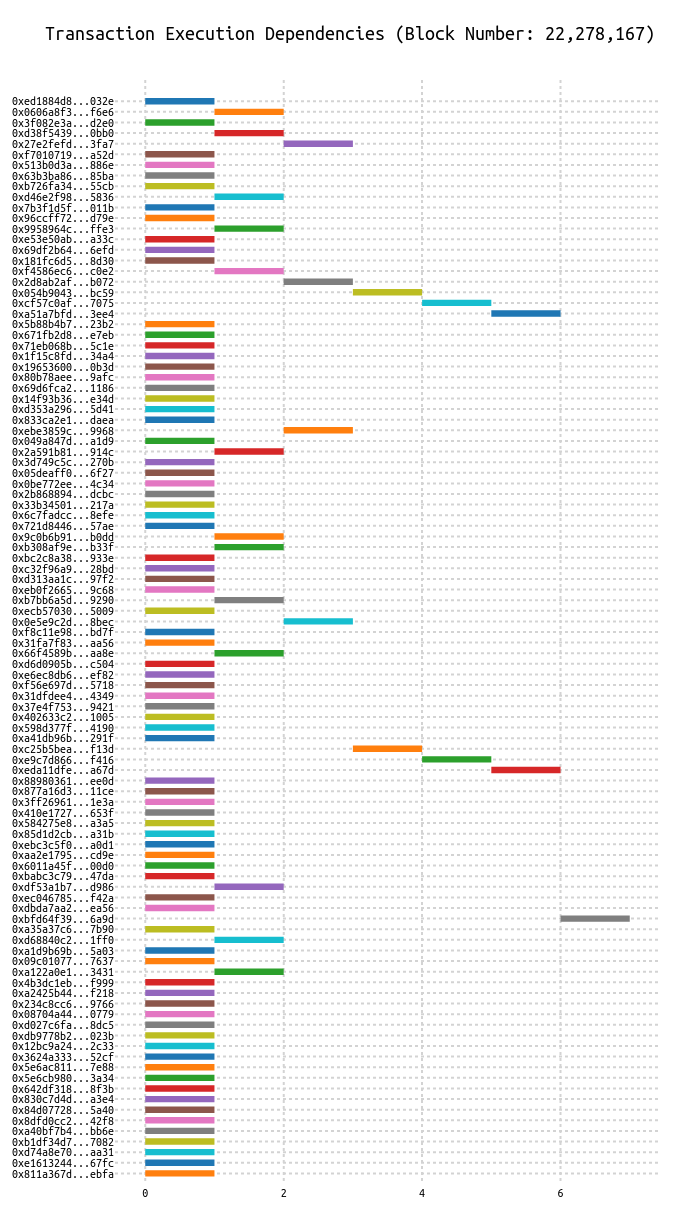 Transaction Execution Dependencies (Block Number: 22,278,167)
0xed1884d8...032e
0x0606a8f3...f6e6
0x3f082e3a...d2e0
0xd38f5439...0bb0
0x27e2fefd...3fa7
0xf7010719...a52d
0x513b0d3a...886e
0x63b3ba86...85ba
0xb726fa34...55cb
0xd46e2f98...5836
0x7b3f1d5f...011b
0x96ccff72...d79e
0x9958964c...ffe3
0xe53e50ab...a33c
0x69df2b64...6efd
0x181fc6d5...8d30
0xf4586ec6...c0e2
0x2d8ab2af...b072
0x054b9043...bc59
0xcf57c0af...7075
0xa51a7bfd...3ee4
0x5b88b4b7...23b2
0x671fb2d8...e7eb
0x71eb068b...5c1e
0x1f15c8fd...34a4
0x19653600...0b3d
0x80b78aee...9afc
0x69d6fca2...1186
0x14f93b36...e34d
0xd353a296...5d41
0x833ca2e1...daea
0xebe3859c...9968
0x049a847d...a1d9
0x2a591b81...914c
0x3d749c5c...270b
0x05deaff0...6f27
0x0be772ee...4c34
0x2b868894...dcbc
0x33b34501...217a
0x6c7fadcc...8efe
0x721d8446...57ae
0x9c0b6b91...b0dd
0xb308af9e...b33f
0xbc2c8a38...933e
0xc32f96a9...28bd
0xd313aa1c...97f2
0xeb0f2665...9c68
0xb7bb6a5d...9290
0xecb57030...5009
0x0e5e9c2d...8bec
0xf8c11e98...bd7f
0x31fa7f83...aa56
0x66f4589b...aa8e
0xd6d0905b...c504
0xe6ec8db6...ef82
0xf56e697d...5718
0x31dfdee4...4349
0x37e4f753...9421
0x402633c2...1005
0x598d377f...4190
0xa41db96b...291f
0xc25b5bea...f13d
0xe9c7d866...f416
0xeda11dfe...a67d
0x88980361...ee0d
0x877a16d3...11ce
0x3ff26961...1e3a
0x410e1727...653f
0x584275e8...a3a5
0x85d1d2cb...a31b
0xebc3c5f0...a0d1
0xaa2e1795...cd9e
0x6011a45f...00d0
0xbabc3c79...47da
0xdf53a1b7...d986
0xec046785...f42a
0xdbda7aa2...ea56
0xbfd64f39...6a9d
0xa35a37c6...7b90
0xd68840c2...1ff0
0xa1d9b69b...5a03
0x09c01077...7637
0xa122a0e1...3431
0x4b3dc1eb...f999
0xa2425b44...f218
0x234c8cc6...9766
0x08704a44...0779
0xd027c6fa...8dc5
0xdb9778b2...023b
0x12bc9a24...2c33
0x3624a333...52cf
0x5e6ac811...7e88
0x5e6cb980...3a34
0x642df318...8f3b
0x830c7d4d...a3e4
0x84d07728...5a40
0x8dfd0cc2...42f8
0xa40bf7b4...bb6e
0xb1df34d7...7082
0xd74a8e70...aa31
0xe1613244...67fc
0x811a367d...ebfa
0 2 4 6